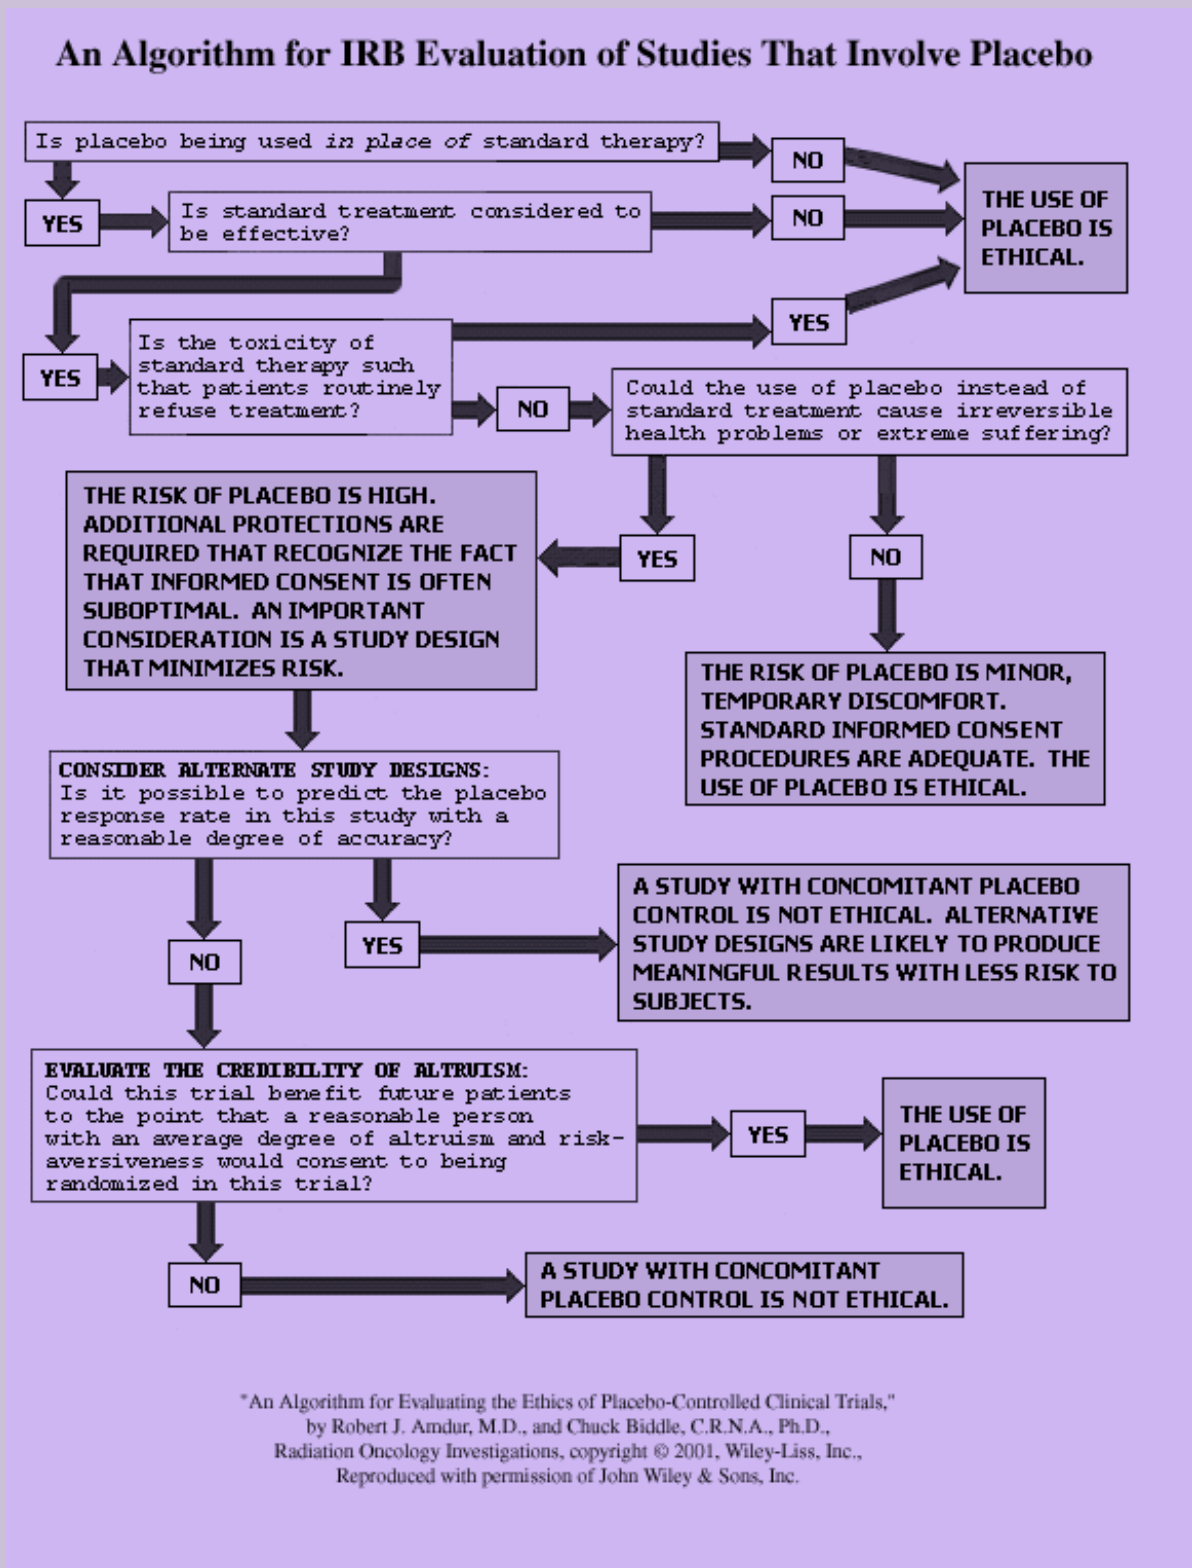 An Algorithm for IRB Evaluation of Studies That Involve Placebo
Is placebo being used in place of standard therapy?
NO
THE USE OF
PLACEBO IS
ETHICAL.
YES
Is standard treatment considered to
be effective?
NO
YES
Is the toxicity of
standard therapy such
that patients routinely
refuse treatment?
YES
NO
Could the use of placebo instead of
standard treatment cause irreversible
health problems or extreme suffering?
YES
NO
THE RISK OF PLACEBO IS HIGH.
ADDITIONAL PROTECTIONS ARE
REQUIRED THAT RECOGNIZE THE FACT
THAT INFORMED CONSENT IS OFTEN
SUBOPTIMAL. AN IMPORTANT
CONSIDERATION IS A STUDY DESIGN
THAT MINIMIZES RISK.
THE RISK OF PLACEBO IS MINOR,
TEMPORARY DISCOMFORT.
STANDARD INFORMED CONSENT
PROCEDURES ARE ADEQUATE. THE
USE OF PLACEBO IS ETHICAL.
CONSIDER ALTERNATE STUDY DESIGNS:
Is it possible to predict the placebo
response rate in this study with a
reasonable degree of accuracy?
NO
YES
A STUDY WITH CONCOMITANT PLACEBO
CONTROL IS NOT ETHICAL. ALTERNATIVE
STUDY DESIGNS ARE LIKELY TO PRODUCE
MEANINGFUL RESULTS WITH LESS RISK TO
SUBJECTS.
EVALUATE THE CREDIBILITY OF ALTRUISM:
Could this trial benefit future patients
to the point that a reasonable person
with an average degree of altruism and risk-
aversiveness would consent to being
randomized in this trial?
YES
THE USE OF
PLACEBO IS
ETHICAL.
NO
A STUDY WITH CONCOMITANT
PLACEBO CONTROL IS NOT ETHICAL.
"An Algorithm for Evaluating the Ethics of Placebo-Controlled Clinical Trials,"
by Robert J. Amdur, M.D., and Chuck Biddle, C.R.N.A., Ph.D.,
Radiation Oncology Investigations, copyright © 2001, Wiley-Liss, Inc.,
Reproduced with permission of John Wiley & Sons, Inc.